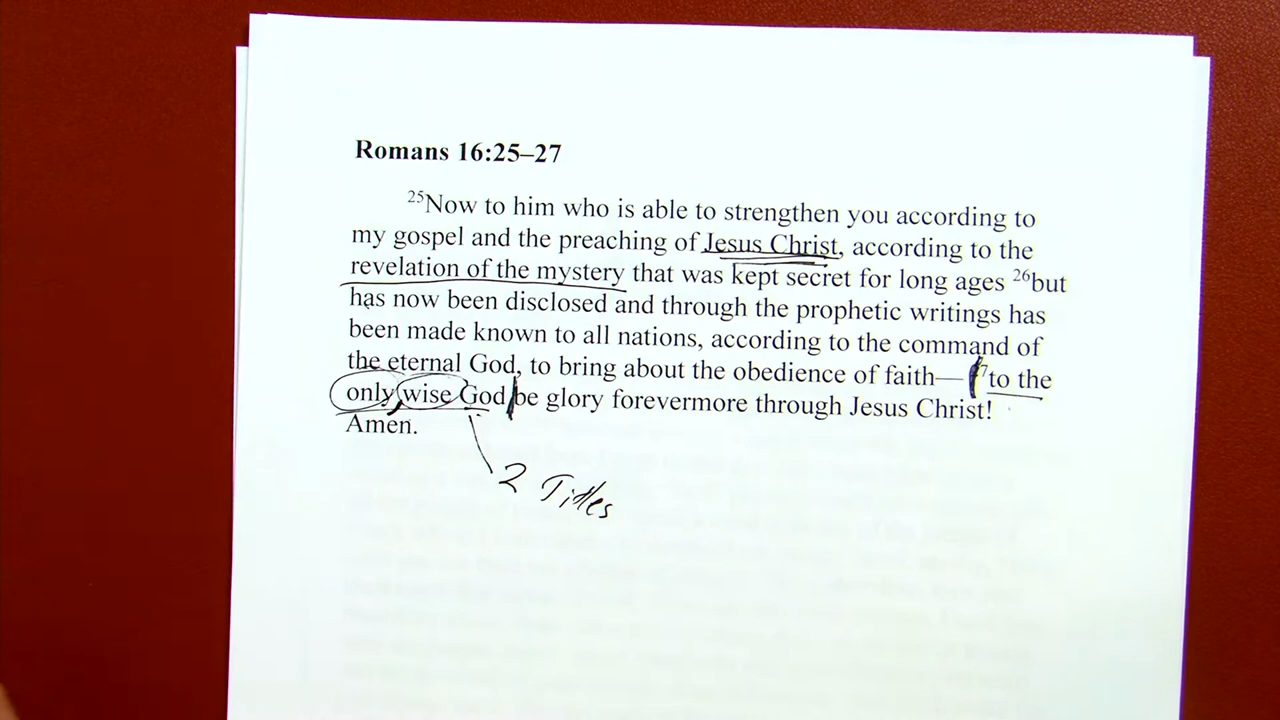 Romans 16:25–27
25Now to him who is able to strengthen you according to
my gospel and the preaching of Jesus Christ, according to the
revelation of the mystery that was kept secret for long ages 26but
has now been disclosed and through the prophetic writings has
been made known to all nations, according to the command of
the eternal God, to bring about the obedience of faith— 27to the
only, wise God be glory forevermore through Jesus Christ!
Amen.
2 Titles